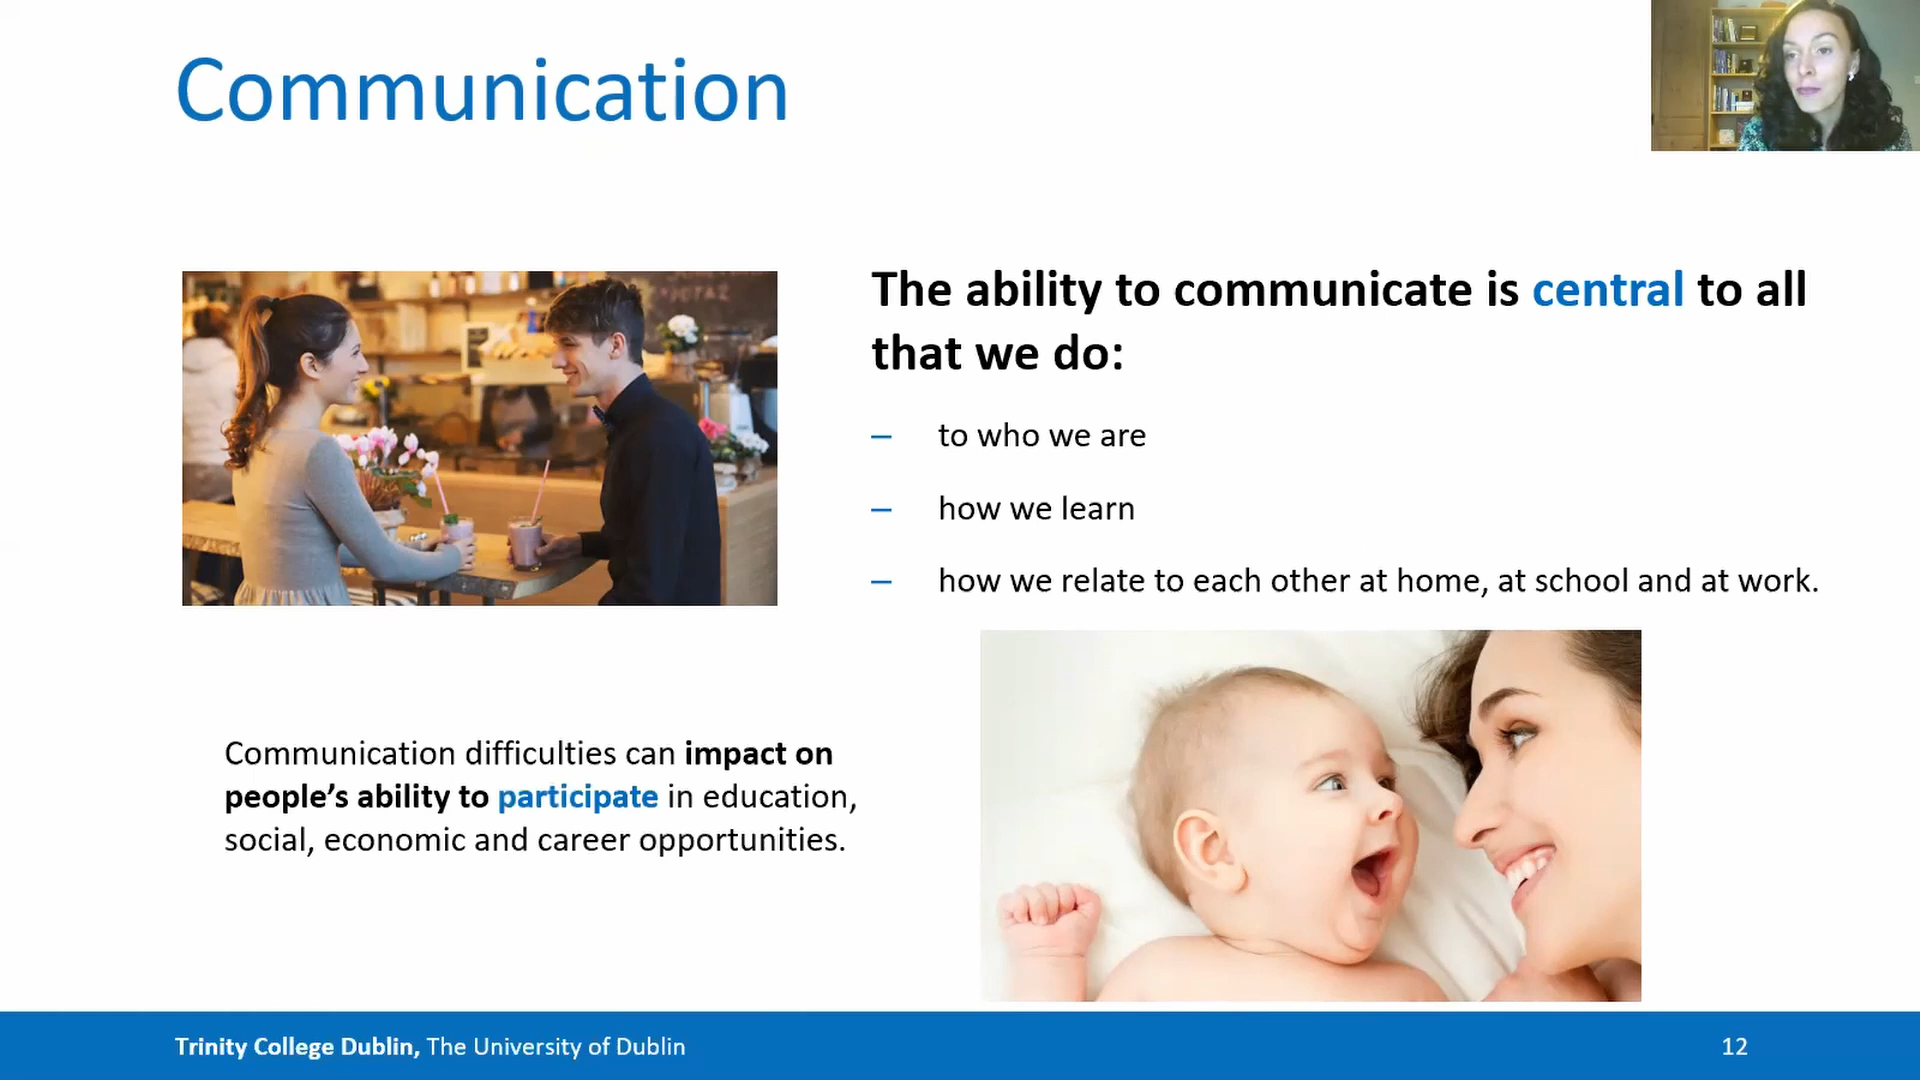 Communication
The ability to communicate is central to all
that we do:
– to who we are
– how we learn
– how we relate to each other at home, at school and at work.
Communication difficulties can impact on
people’s ability to participate in education,
social, economic and career opportunities.
Trinity College Dublin, The University of Dublin
12